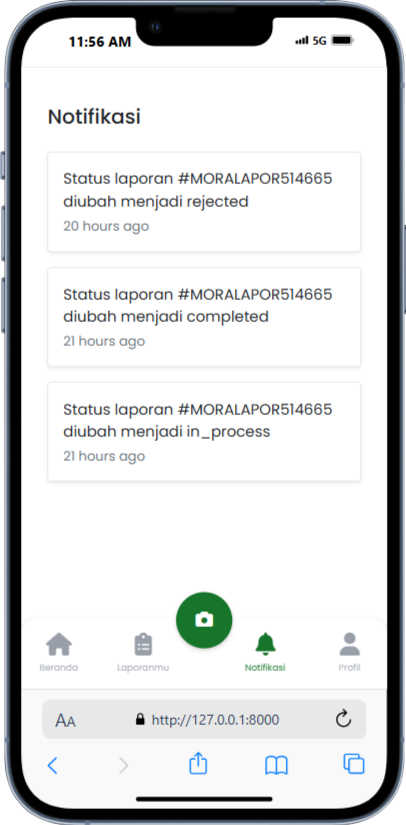 11:56 AM
5G
Notifikasi
Status laporan #MORALAPOR514665
diubah menjadi rejected
20 hours ago
Status laporan #MORALAPOR514665
diubah menjadi completed
21 hours ago
Status laporan #MORALAPOR514665
diubah menjadi in_process
21 hours ago
Beranda
Laporanmu
Notifikasi
Profil
AA
http://127.0.0.1:8000